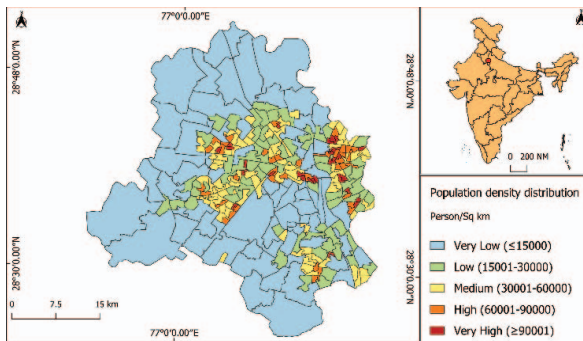 77°0'0.00"E
28°48'0.00"N
28°48'0.00"N
28°30'0.00"N
28°30'0.00"N
0 7.5 15 km
77°0'0.00"E
0 200 NM
Population density distribution
Person/Sq km
Very Low (≤15000)
Low (15001-30000)
Medium (30001-60000)
High (60001-90000)
Very High (≥90001)